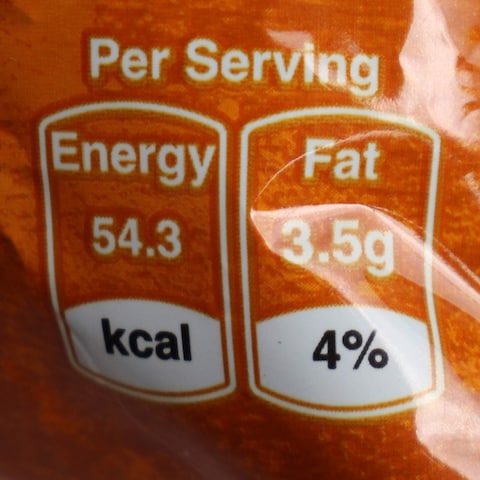 Per Serving
Energy
54.3
kcal
Fat
3.5g
4%